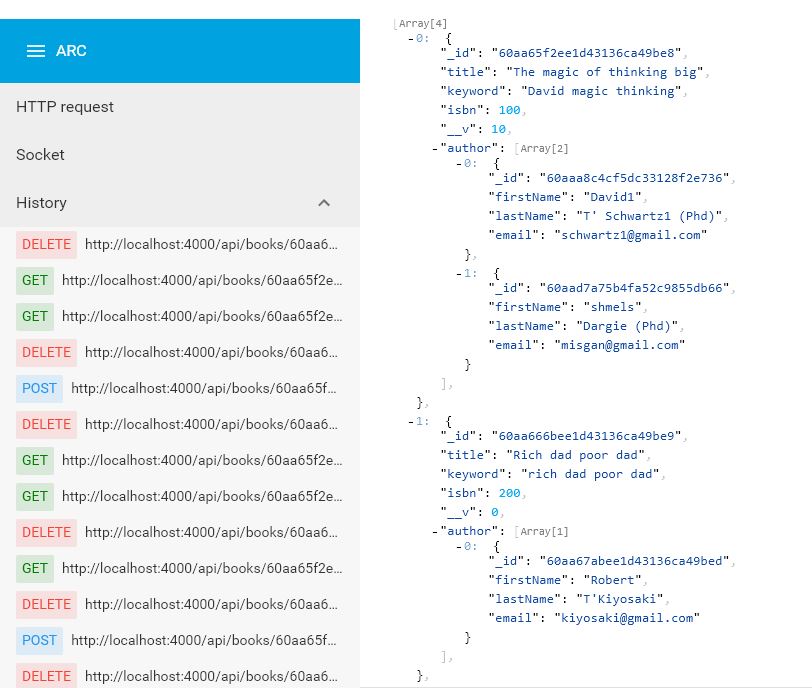 ARC
HTTP request
Socket
History
DELETE http://localhost:4000/api/books/60aa6...
GET http://localhost:4000/api/books/60aa65f2e...
GET http://localhost:4000/api/books/60aa65f2e...
DELETE http://localhost:4000/api/books/60aa6...
POST http://localhost:4000/api/books/60aa65f...
DELETE http://localhost:4000/api/books/60aa6...
GET http://localhost:4000/api/books/60aa65f2e...
GET http://localhost:4000/api/books/60aa65f2e...
DELETE http://localhost:4000/api/books/60aa6...
GET http://localhost:4000/api/books/60aa65f2e...
DELETE http://localhost:4000/api/books/60aa6...
POST http://localhost:4000/api/books/60aa65f...
DELETE http://localhost:4000/api/books/60aa6...
[Array[4]
-0: {
"_id": "60aa65f2ee1d43136ca49be8",
"title": "The magic of thinking big",
"keyword": "David magic thinking",
"isbn": 100,
"__v": 10,
-"author": [Array[2]
-0: {
"_id": "60aaa8c4cf5dc33128f2e736",
"firstName": "David1",
"lastName": "T' Schwartz1 (Phd)",
"email": "schwartz1@gmail.com"
},
-1: {
"_id": "60aad7a75b4fa52c9855db66",
"firstName": "shmels",
"lastName": "Dargie (Phd)",
"email": "misgan@gmail.com"
}
],
},
-1: {
"_id": "60aa666bee1d43136ca49be9",
"title": "Rich dad poor dad",
"keyword": "rich dad poor dad",
"isbn": 200,
"__v": 0,
-"author": [Array[1]
-0: {
"_id": "60aa67abee1d43136ca49bed",
"firstName": "Robert",
"lastName": "T'Kiyosaki",
"email": "kiyosaki@gmail.com"
}
],
},